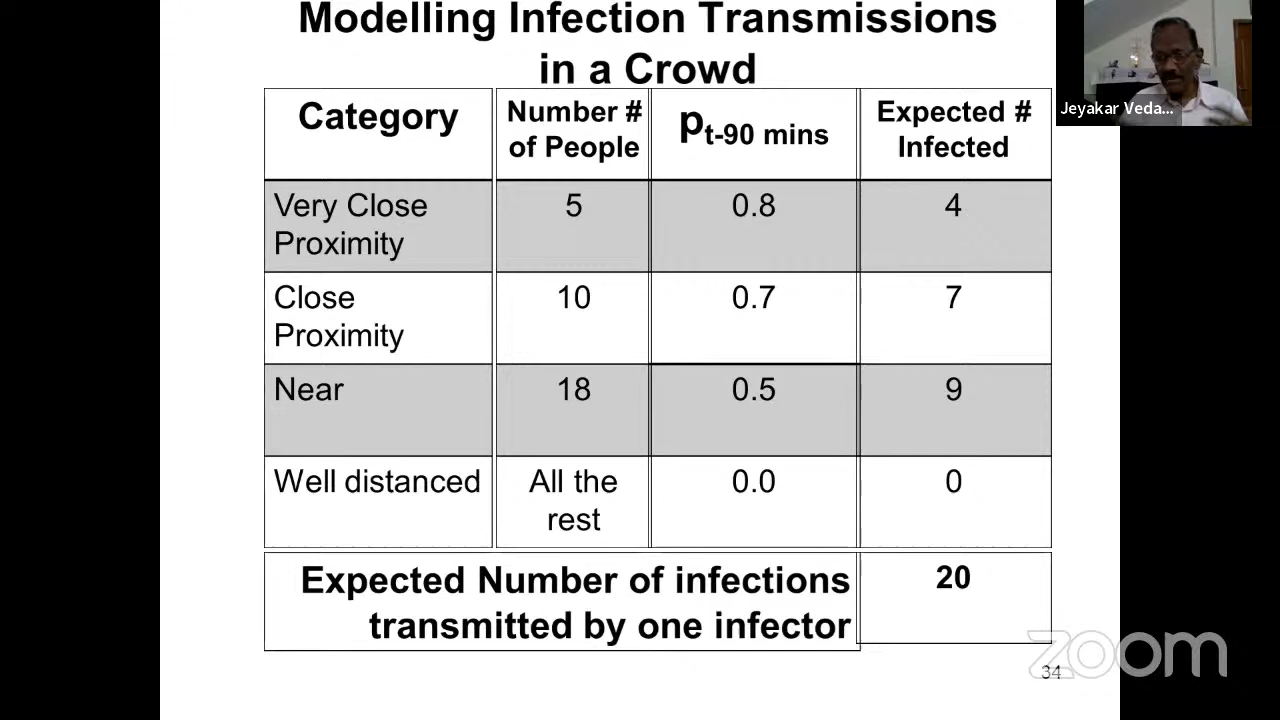 Modelling Infection Transmissions
in a Crowd
Category
Number #
of People
pt-90 mins
Expected #
Infected
Very Close
Proximity
5
0.8
4
Close
Proximity
10
0.7
7
Near
18
0.5
9
Well distanced
All the
rest
0.0
0
Expected Number of infections
transmitted by one infector
20
34
Jeyakar Veda...
zoom